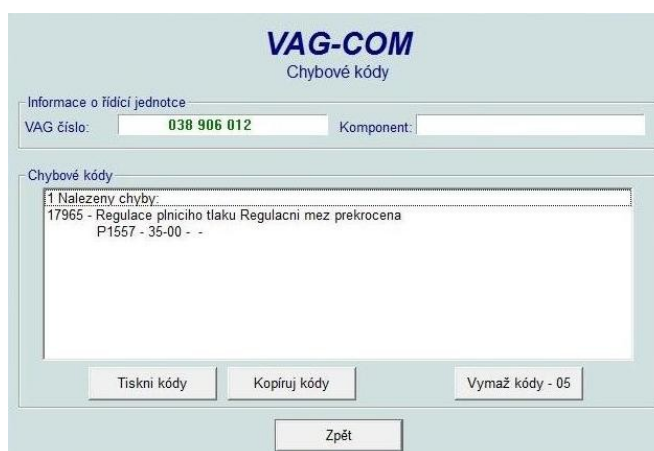 VAG-COM
Chybové kódy
Informace o řídící jednotce
VAG číslo: 038 906 012 Komponent:
Chybové kódy
1 Nalezeny chyby:
17965 - Regulace plniciho tlaku Regulacni mez prekrocena
P1557 - 35-00 - -
Tiskni kódy Kopíruj kódy Vymaž kódy - 05
Zpět